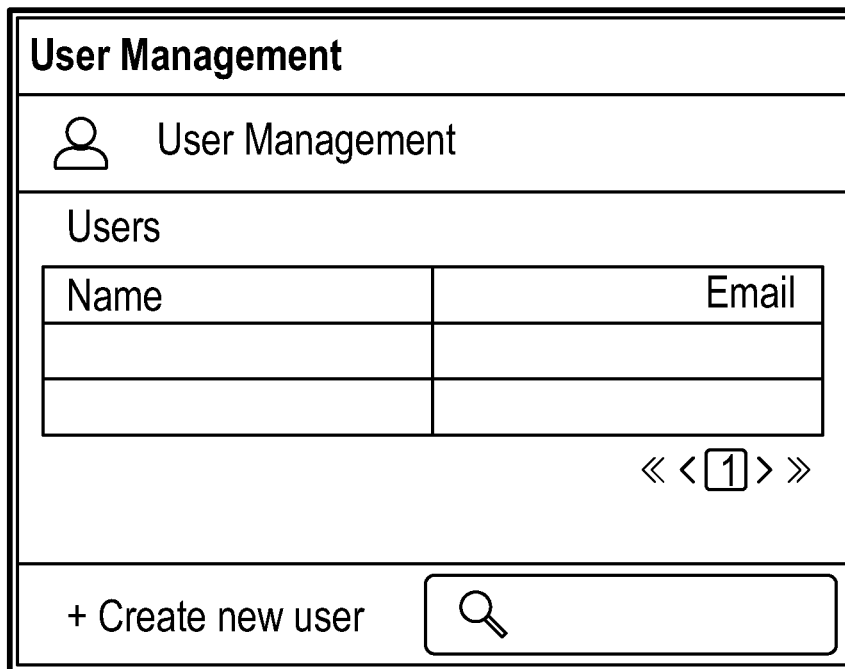 User Management
User Management
Users
Name Email
« < 1 > »
+ Create new user